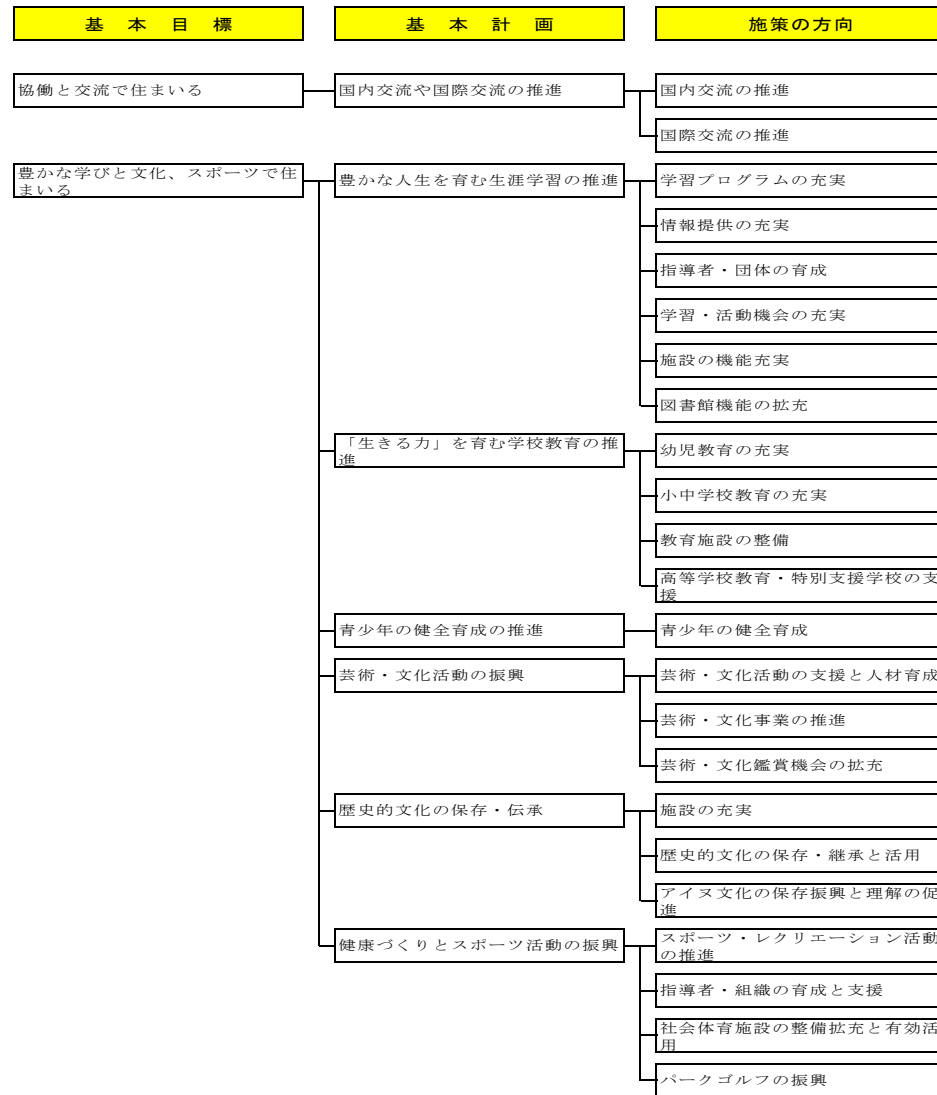 基本目標 基本計画 施策の方向
協働と交流で住まいる 国内交流や国際交流の推進 国内交流の推進
国際交流の推進
豊かな学びと文化、スポーツで住
まいる
豊かな人生を育む生涯学習の推進 学習プログラムの充実
情報提供の充実
指導者・団体の育成
学習・活動機会の充実
施設の機能充実
図書館機能の拡充
「生きる力」を育む学校教育の推
進
幼児教育の充実
小中学校教育の充実
教育施設の整備
高等学校教育・特別支援学校の支
援
青少年の健全育成の推進 青少年の健全育成
芸術・文化活動の振興 芸術・文化活動の支援と人材育成
芸術・文化事業の推進
芸術・文化鑑賞機会の拡充
歴史的文化の保存・伝承 施設の充実
歴史的文化の保存・継承と活用
アイヌ文化の保存振興と理解の促
進
健康づくりとスポーツ活動の振興 スポーツ・レクリエーション活動
の推進
指導者・組織の育成と支援
社会体育施設の整備拡充と有効活
用
パークゴルフの振興